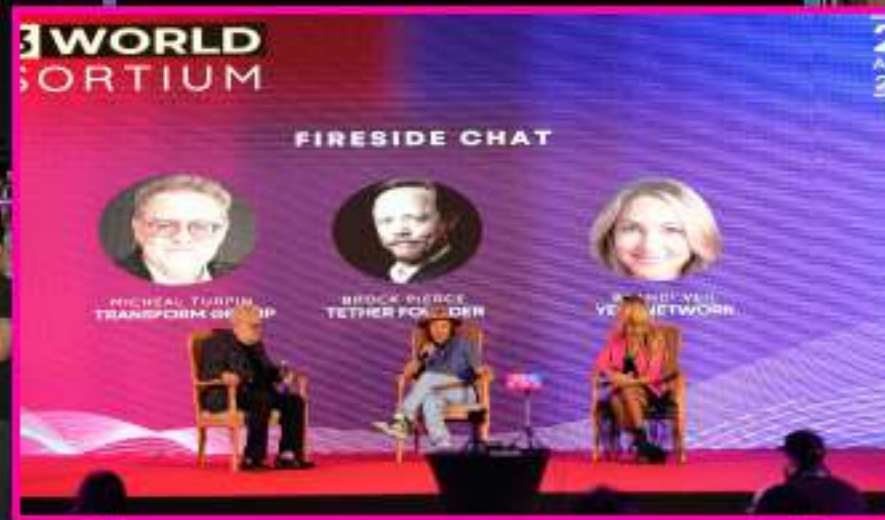 WORLD
SORTIUM
FIRESIDE CHAT
MICHEAL TURPIN
TRANSFORM GROUP
BROCK PIERCE
TETHER FOUNDER
NETWORK